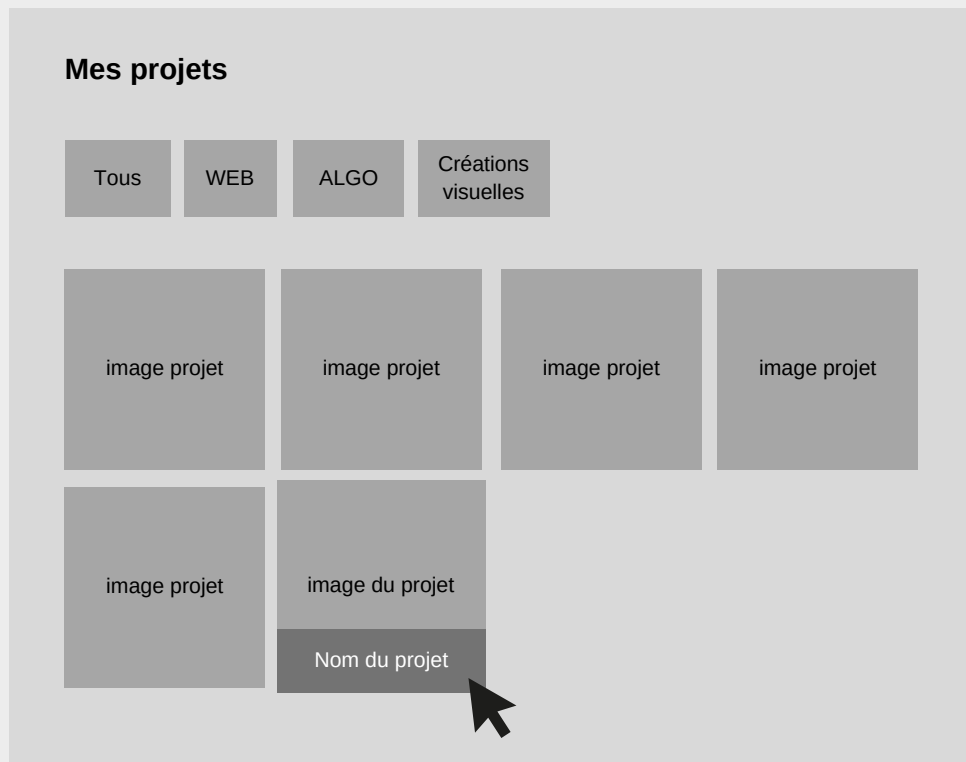 Mes projets
Tous
WEB
ALGO
Créations
visuelles
image projet
image projet
image projet
image projet
image projet
image du projet
Nom du projet